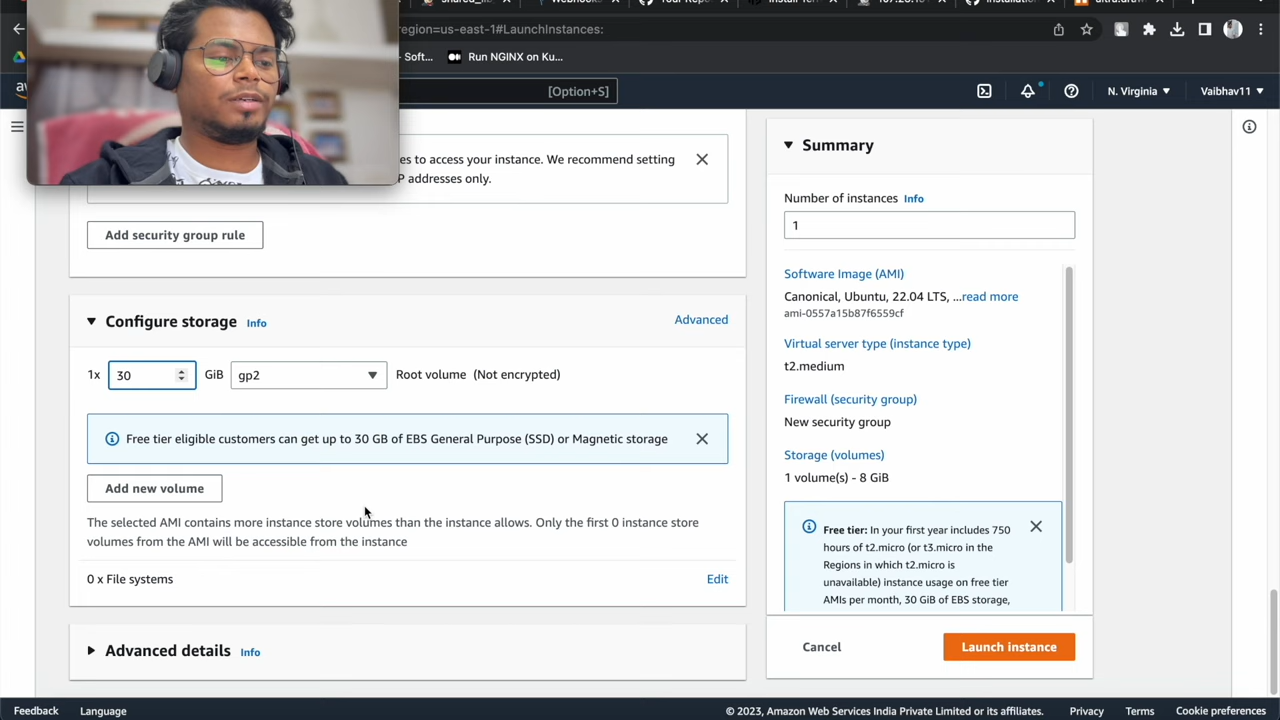 region=us-east-1#LaunchInstances:
Soft...
Run NGINX on Ku...
[Option+S]
N. Virginia
Vaibhav11
es to access your instance. We recommend setting
P addresses only.
Add security group rule
Configure storage Info
Advanced
1x 30 GiB gp2 Root volume (Not encrypted)
Free tier eligible customers can get up to 30 GB of EBS General Purpose (SSD) or Magnetic storage
Add new volume
The selected AMI contains more instance store volumes than the instance allows. Only the first 0 instance store
volumes from the AMI will be accessible from the instance
0 x File systems
Edit
Advanced details Info
Summary
Number of instances Info
1
Software Image (AMI)
Canonical, Ubuntu, 22.04 LTS, ...read more
ami-0557a15b87f6559cf
Virtual server type (instance type)
t2.medium
Firewall (security group)
New security group
Storage (volumes)
1 volume(s) - 8 GiB
Free tier: In your first year includes 750
hours of t2.micro (or t3.micro in the
Regions in which t2.micro is
unavailable) instance usage on free tier
AMIs per month, 30 GiB of EBS storage,
Cancel
Launch instance
Feedback
Language
© 2023, Amazon Web Services India Private Limited or its affiliates.
Privacy
Terms
Cookie preferences